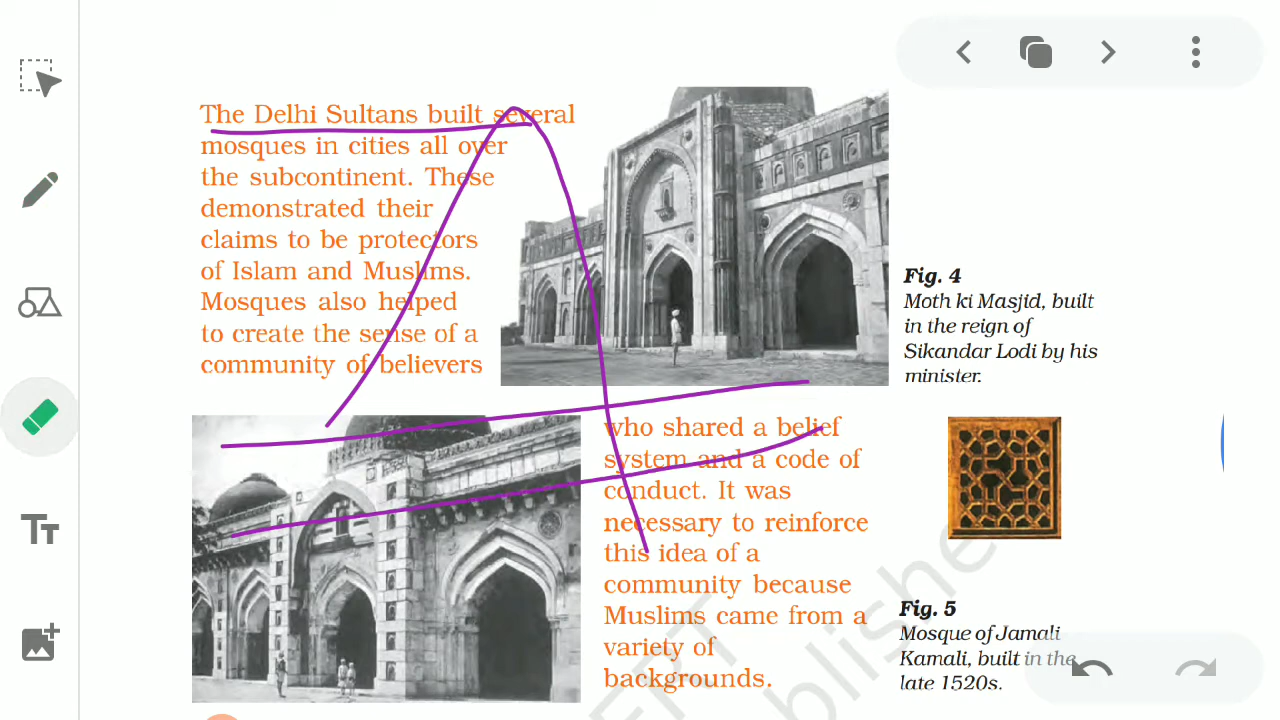 The Delhi Sultans built several
mosques in cities all over
the subcontinent. These
demonstrated their
claims to be protectors
of Islam and Muslims.
Mosques also helped
to create the sense of a
community of believers
Fig. 4
Moth ki Masjid, built
in the reign of
Sikandar Lodi by his
minister.
who shared a belief
system and a code of
conduct. It was
necessary to reinforce
this idea of a
community because
Muslims came from a
variety of
backgrounds.
Fig. 5
Mosque of Jamali
Kamali, built in the
late 1520s.